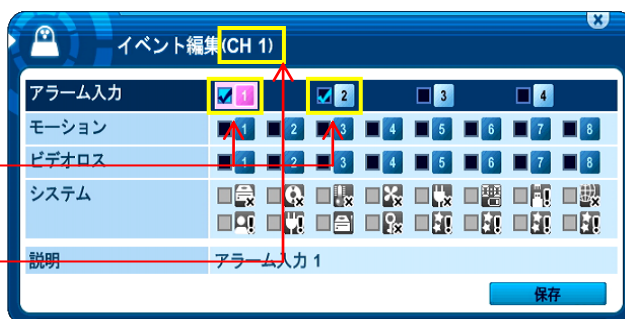 イベント編集(CH 1)
アラーム入力 1 2 3 4
モーション 1 2 3 4 5 6 7 8
ビデオロス 1 2 3 4 5 6 7 8
システム
説明 アラーム入力 1
保存